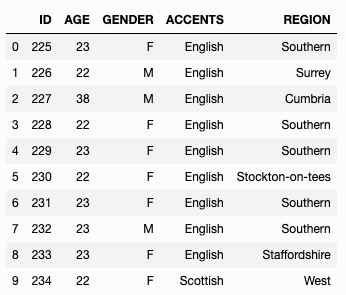 ID AGE GENDER ACCENTS REGION
0 225 23 F English Southern
1 226 22 M English Surrey
2 227 38 M English Cumbria
3 228 22 F English Southern
4 229 23 F English Southern
5 230 22 F English Stockton-on-tees
6 231 23 F English Southern
7 232 23 M English Southern
8 233 23 F English Staffordshire
9 234 22 F Scottish West